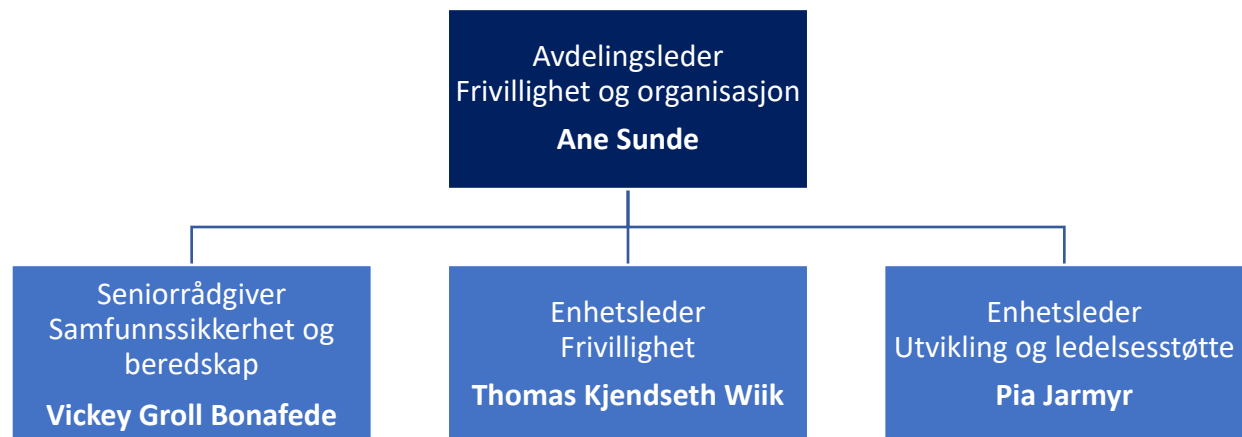 Avdelingsleder
Frivillighet og organisasjon
Ane Sunde
Seniorrådgiver
Samfunnssikkerhet og
beredskap
Vickey Groll Bonafede
Enhetsleder
Frivillighet
Thomas Kjendseth Wiik
Enhetsleder
Utvikling og ledelsesstøtte
Pia Jarmyr